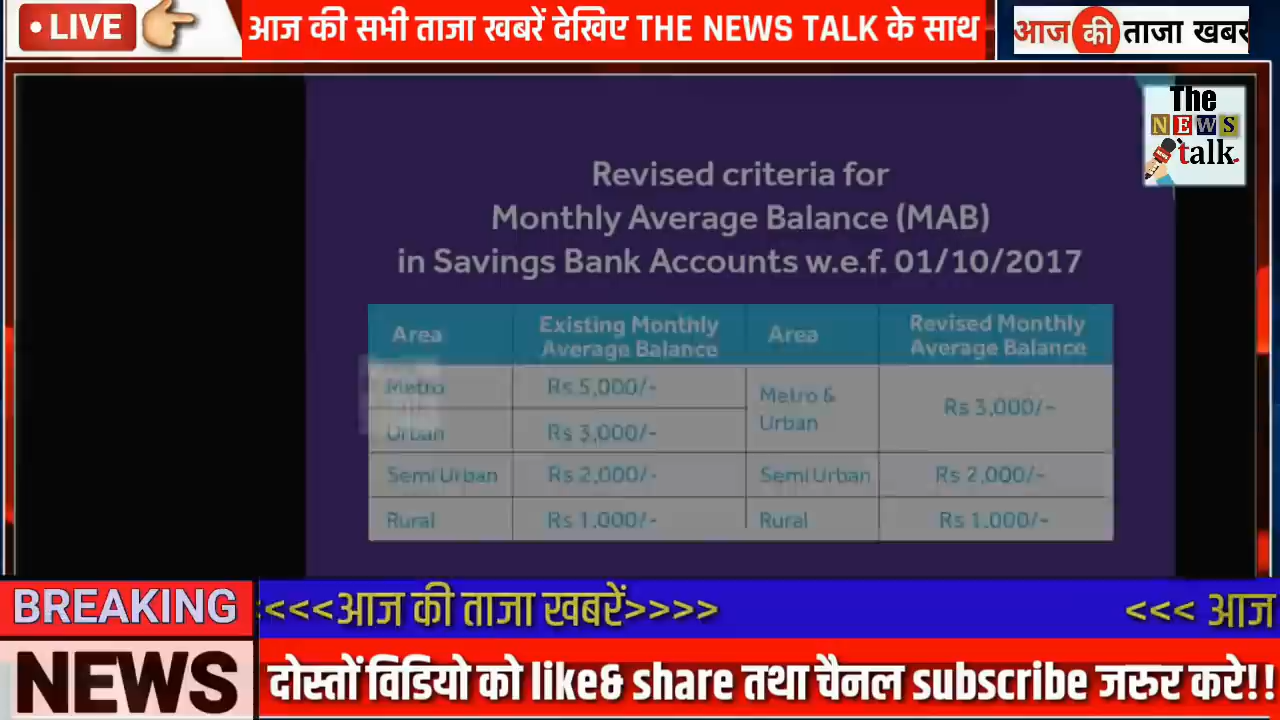 • LIVE
आज की सभी ताजा खबरें देखिए THE NEWS TALK के साथ
आज की ताजा खबर
The
NEWS
talk.
Revised criteria for
Monthly Average Balance (MAB)
in Savings Bank Accounts w.e.f. 01/10/2017
Area
Existing Monthly
Average Balance
Area
Revised Monthly
Average Balance
Metro
Rs 5,000/-
Metro &
Urban
Rs 3,000/-
Urban
Rs 3,000/-
Semi Urban
Rs 2,000/-
Semi Urban
Rs 2,000/-
Rural
Rs 1,000/-
Rural
Rs 1,000/-
BREAKING
<<<आज की ताजा खबरें>>>>
<<< आज
NEWS
दोस्तों विडियो को like& share तथा चैनल subscribe जरुर करे!!